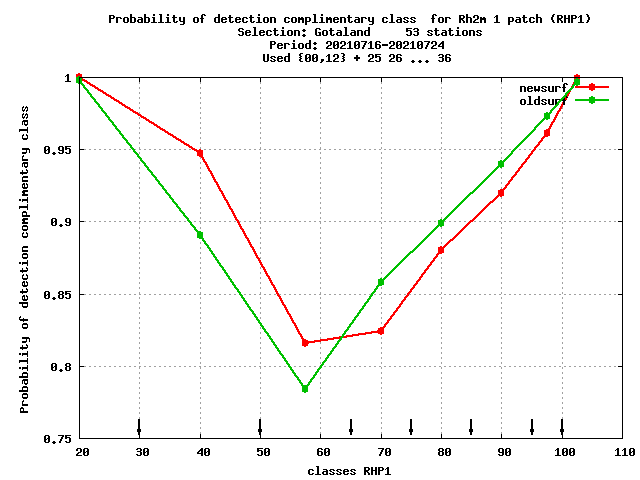 Probability of detection complimentary class  for Rh2m 1 patch (RHP1)
Selection: Gotaland     53 stations
Period: 20210716-20210724
Used {00,12} + 25 26 ... 36
newsurf
oldsurf
1
0.95
0.9
0.85
0.8
0.75
Probability of detection complimentary class
20 30 40 50 60 70 80 90 100 110
classes RHP1